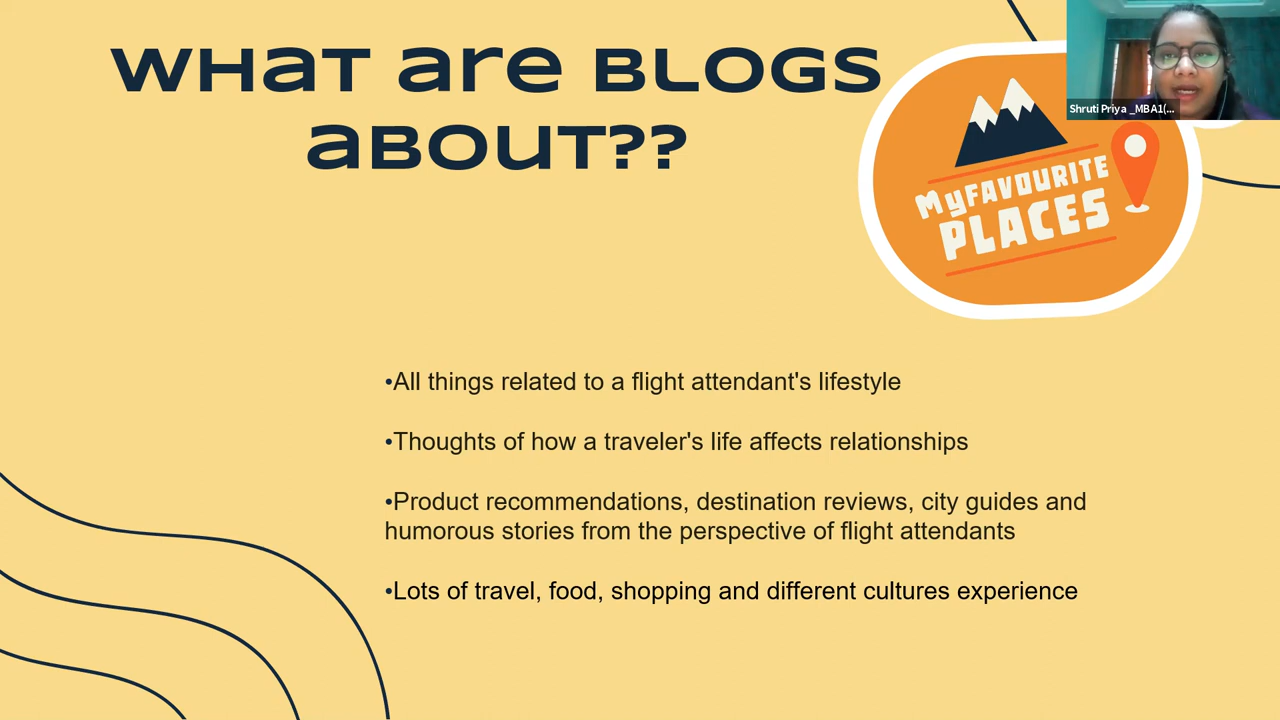 WHaT are BLOGS
aBOUT??
Shruti Priya _MBA1(...
MyFAVOURITE
PLACES
•All things related to a flight attendant's lifestyle
•Thoughts of how a traveler's life affects relationships
•Product recommendations, destination reviews, city guides and
humorous stories from the perspective of flight attendants
•Lots of travel, food, shopping and different cultures experience